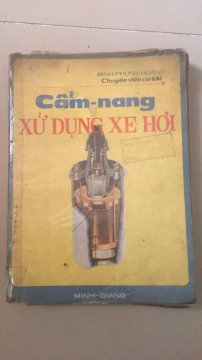 ĐINH-PHỤNG-HOÀNG
Chuyên viên cơ-khí
Cẩm-nang
XỬ DỤNG XE HƠI
MINH-GIANG